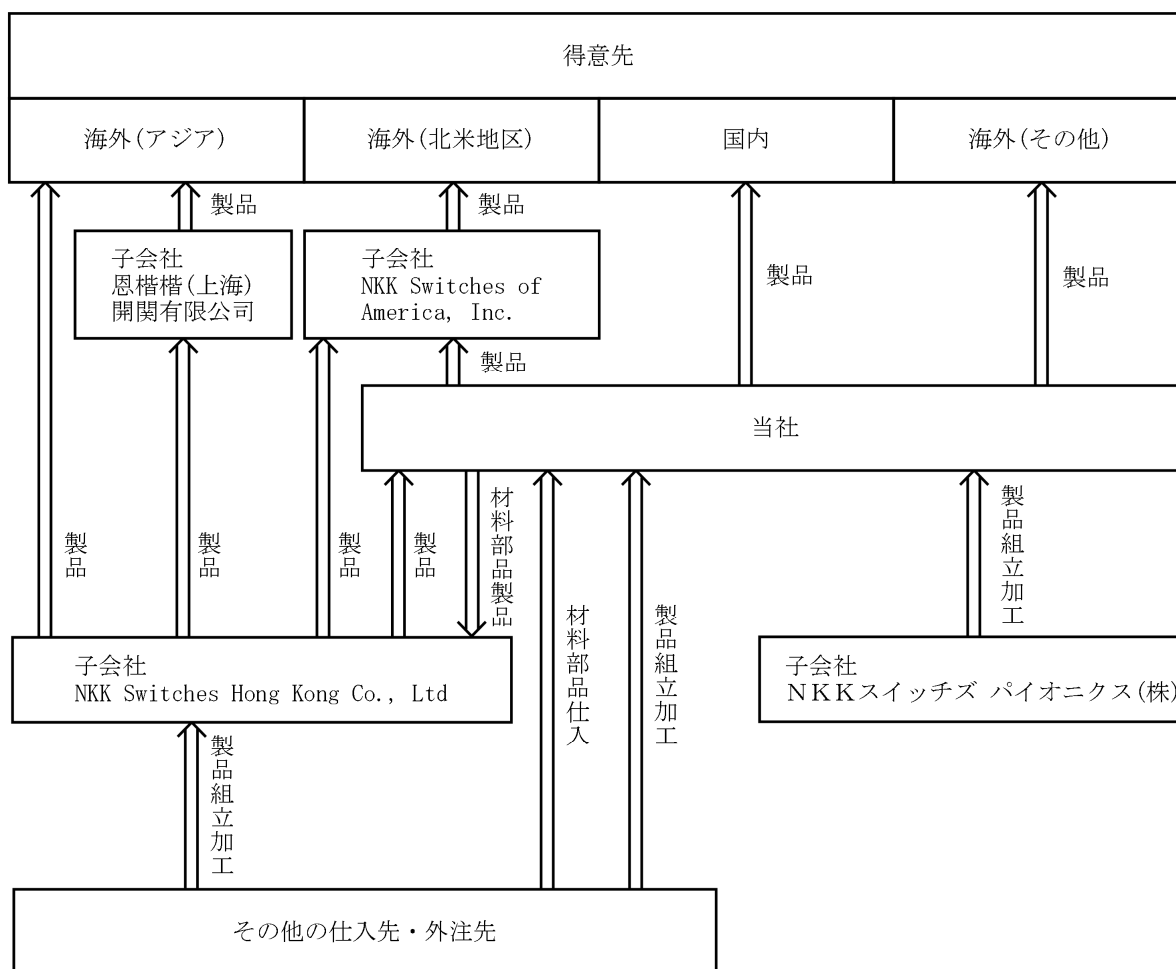 得意先
海外(アジア)
海外(北米地区)
国内
海外(その他)
製品
製品
子会社
恩楷楷(上海)
開関有限公司
子会社
NKK Switches of
America, Inc.
製品
製品
製品
当社
製品
製品
製品
製品
材料部品製品
材料部品仕入
製品組立加工
製品組立加工
子会社
NKK Switches Hong Kong Co., Ltd
子会社
NKKスイッチズ パイオニクス(株)
製品組立加工
その他の仕入先・外注先